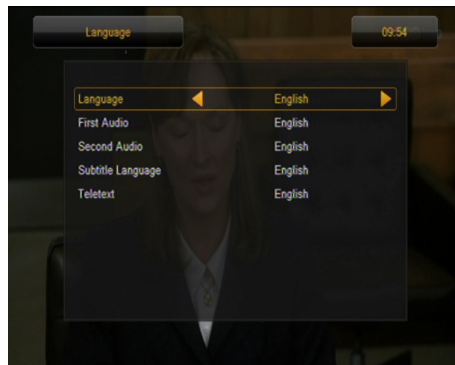 Language 09:54
Language English
First Audio English
Second Audio English
Subtitle Language English
Teletext English